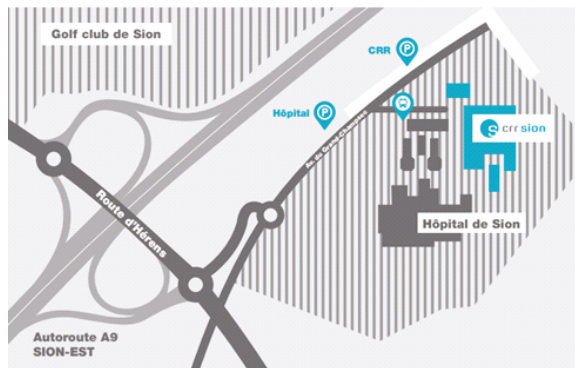 Golf club de Sion
CRR
P
Hôpital
P
Av. du Grand-Champsec
crr sion
Route d'Hérens
Hôpital de Sion
Autoroute A9
SION-EST